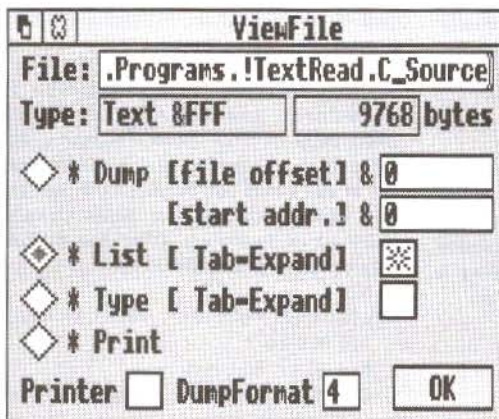 ViewFile
File: .Programs.!TextRead.C_Source
Type: Text &FFF 9768 bytes
* Dump [file offset] & 0
[start addr.] & 0
* List [ Tab-Expand]
* Type [ Tab-Expand]
* Print
Printer DumpFormat 4 OK